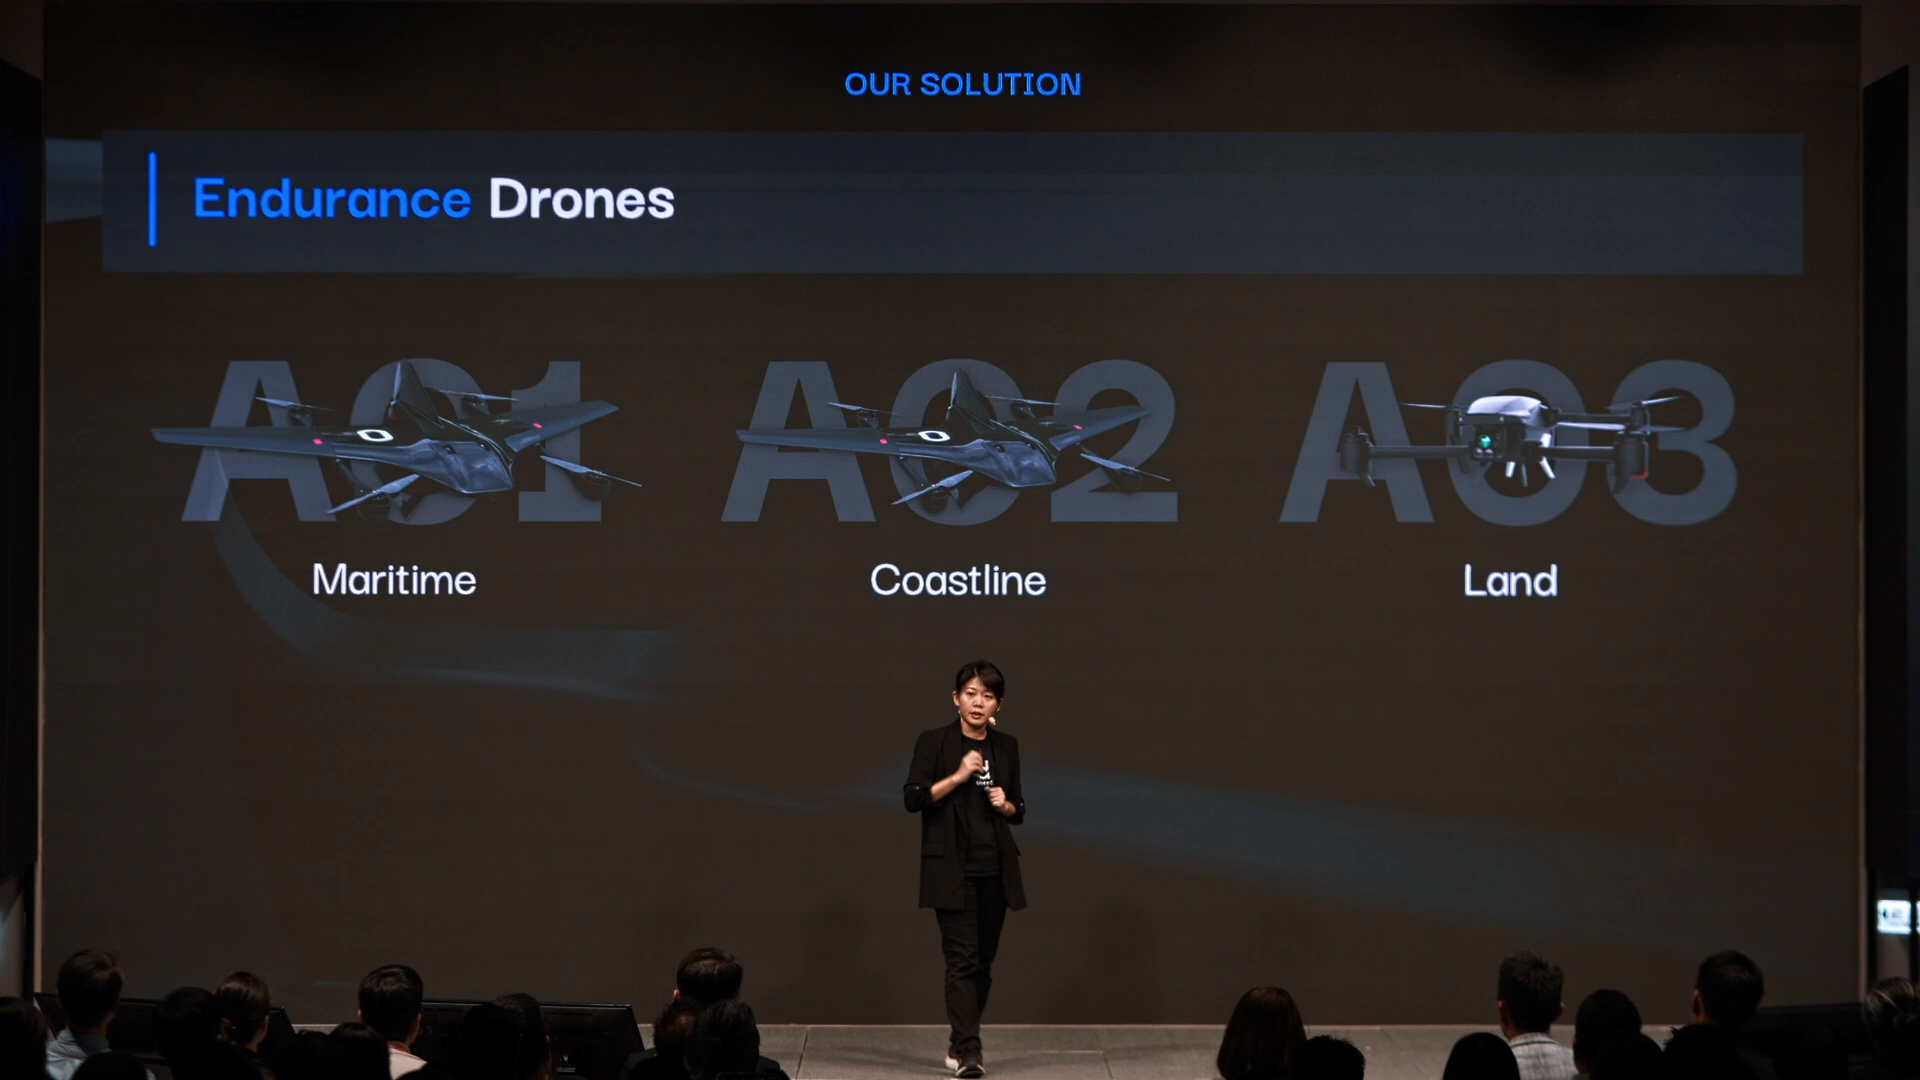 OUR SOLUTION
Endurance Drones
A01
A02
A03
Maritime
Coastline
Land